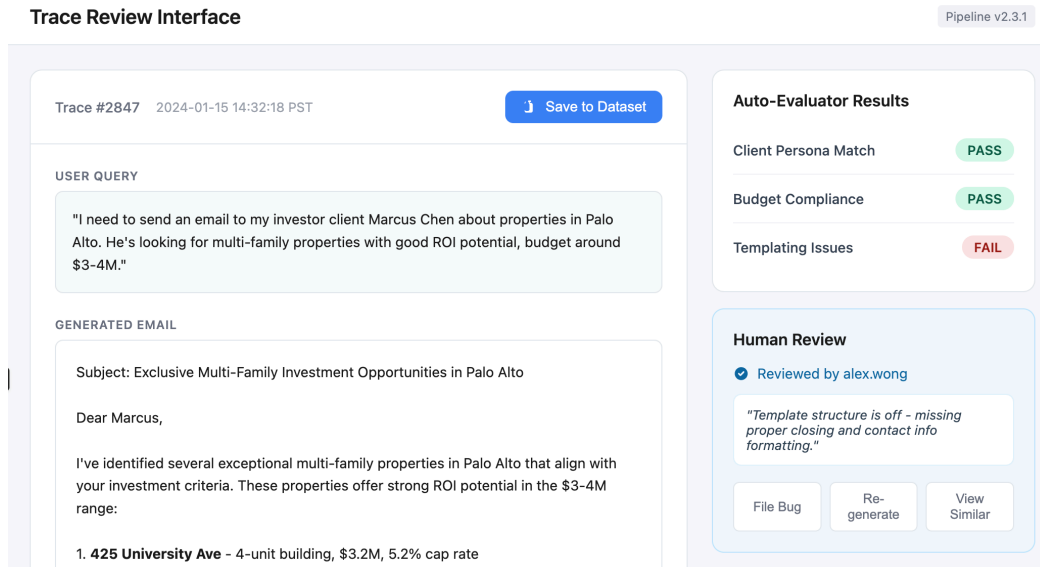 Trace Review Interface
Pipeline v2.3.1
Trace #2847 2024-01-15 14:32:18 PST
Save to Dataset
USER QUERY
"I need to send an email to my investor client Marcus Chen about properties in Palo
Alto. He's looking for multi-family properties with good ROI potential, budget around
$3-4M."
GENERATED EMAIL
Subject: Exclusive Multi-Family Investment Opportunities in Palo Alto
Dear Marcus,
I've identified several exceptional multi-family properties in Palo Alto that align with
your investment criteria. These properties offer strong ROI potential in the $3-4M
range:
1. 425 University Ave - 4-unit building, $3.2M, 5.2% cap rate
Auto-Evaluator Results
Client Persona Match PASS
Budget Compliance PASS
Templating Issues FAIL
Human Review
Reviewed by alex.wong
"Template structure is off - missing
proper closing and contact info
formatting."
File Bug
Re-
generate
View
Similar